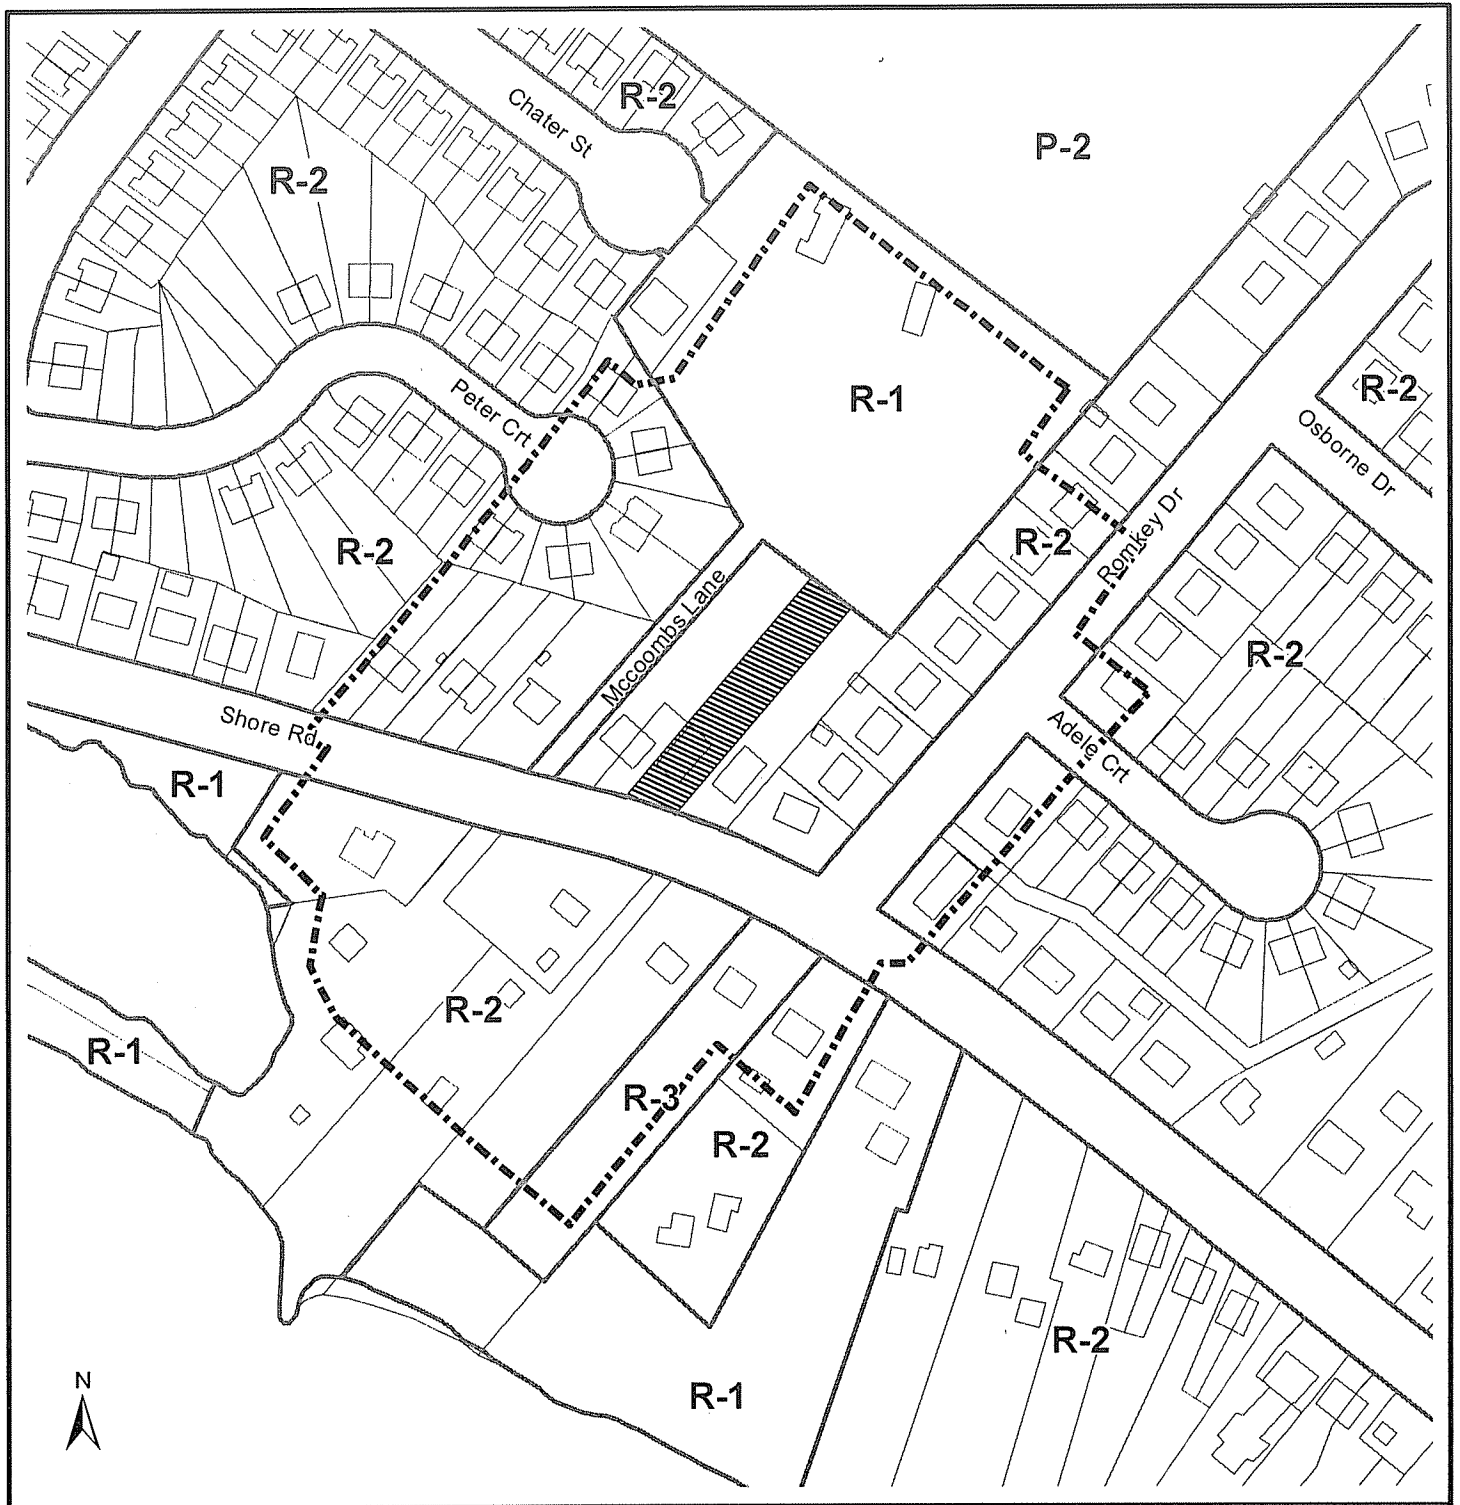 R-2
Chater St
P-2
R-2
R-2
R-1
Peter Crt
Osborne Dr
R-2
R-2
Romkey Dr
Mccoombs Lane
R-2
Shore Rd
Adele Crt
R-1
R-2
R-1
R-3
R-2
R-2
R-1
N